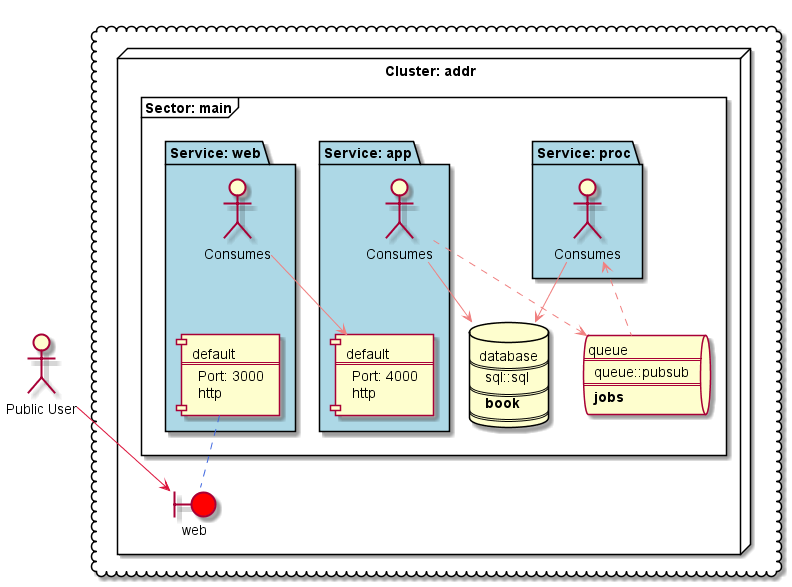 Cluster: addr
Sector: main
Service: web
Service: app
Service: proc
Consumes
Consumes
Consumes
default
Port: 3000
http
default
Port: 4000
http
database
sql::sql
book
queue
queue::pubsub
jobs
Public User
web